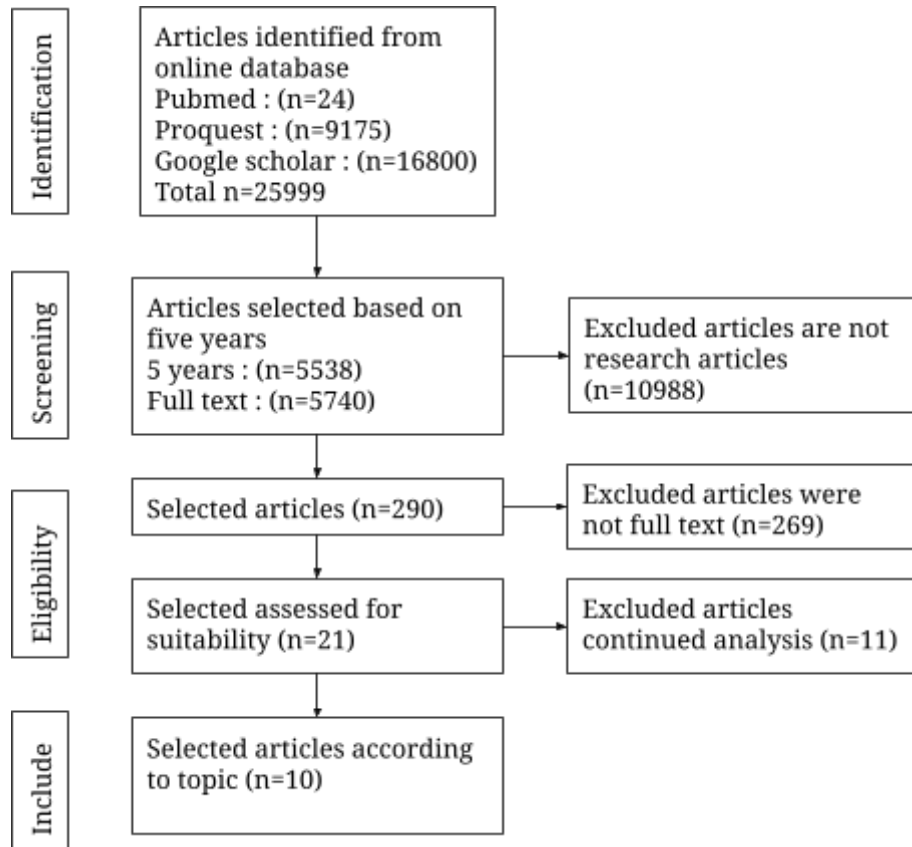 Identification
Articles identified from
online database
Pubmed : (n=24)
Proquest : (n=9175)
Google scholar : (n=16800)
Total n=25999
Screening
Articles selected based on
five years
5 years : (n=5538)
Full text : (n=5740)
Excluded articles are not
research articles
(n=10988)
Eligibility
Selected articles (n=290)
Excluded articles were
not full text (n=269)
Selected assessed for
suitability (n=21)
Excluded articles
continued analysis (n=11)
Include
Selected articles according
to topic (n=10)